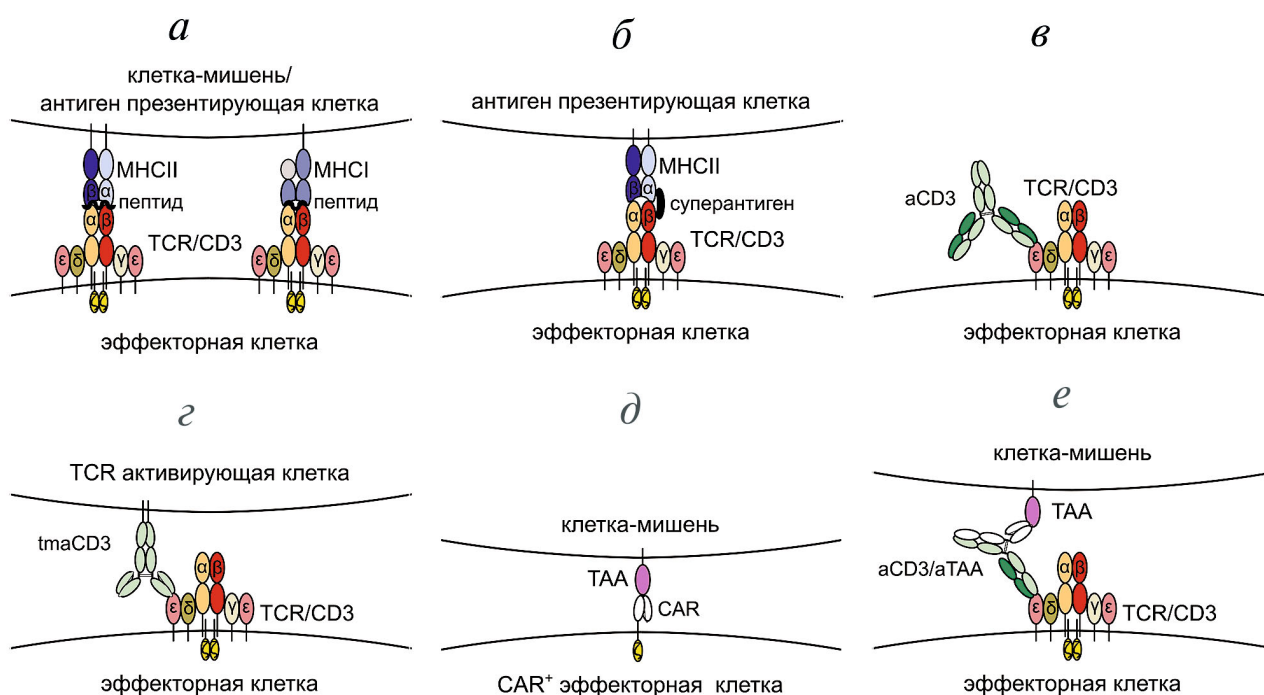 а
клетка-мишень/
антиген презентирующая клетка
MHCII
MHCI
β α
пептид
пептид
α β
α β
TCR/CD3
ε δ γ ε
ε δ γ ε
эффекторная клетка
б
антиген презентирующая клетка
MHCII
β α
суперантиген
α β
TCR/CD3
ε δ γ ε
эффекторная клетка
в
aCD3
TCR/CD3
α β
ε δ γ ε
эффекторная клетка
г
TCR активирующая клетка
tmaCD3
α β
ε δ γ ε
TCR/CD3
эффекторная клетка
д
клетка-мишень
TAA
CAR
CAR⁺ эффекторная клетка
е
клетка-мишень
TAA
aCD3/aTAA
α β
ε δ γ ε
TCR/CD3
эффекторная клетка